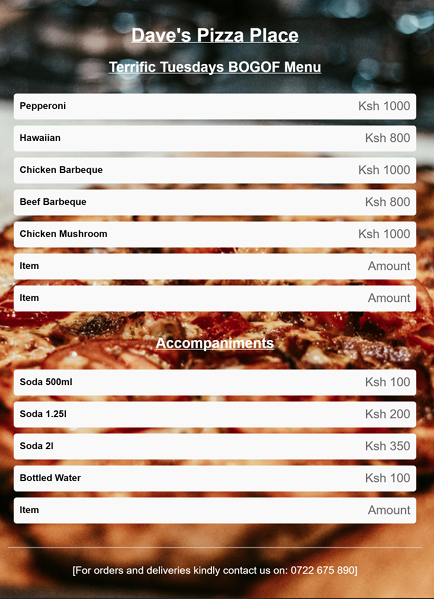 Dave's Pizza Place
Terrific Tuesdays BOGOF Menu
Pepperoni Ksh 1000
Hawaiian Ksh 800
Chicken Barbeque Ksh 1000
Beef Barbeque Ksh 800
Chicken Mushroom Ksh 1000
Item Amount
Item Amount
Accompaniments
Soda 500ml Ksh 100
Soda 1.25l Ksh 200
Soda 2l Ksh 350
Bottled Water Ksh 100
Item Amount
[For orders and deliveries kindly contact us on: 0722 675 890]